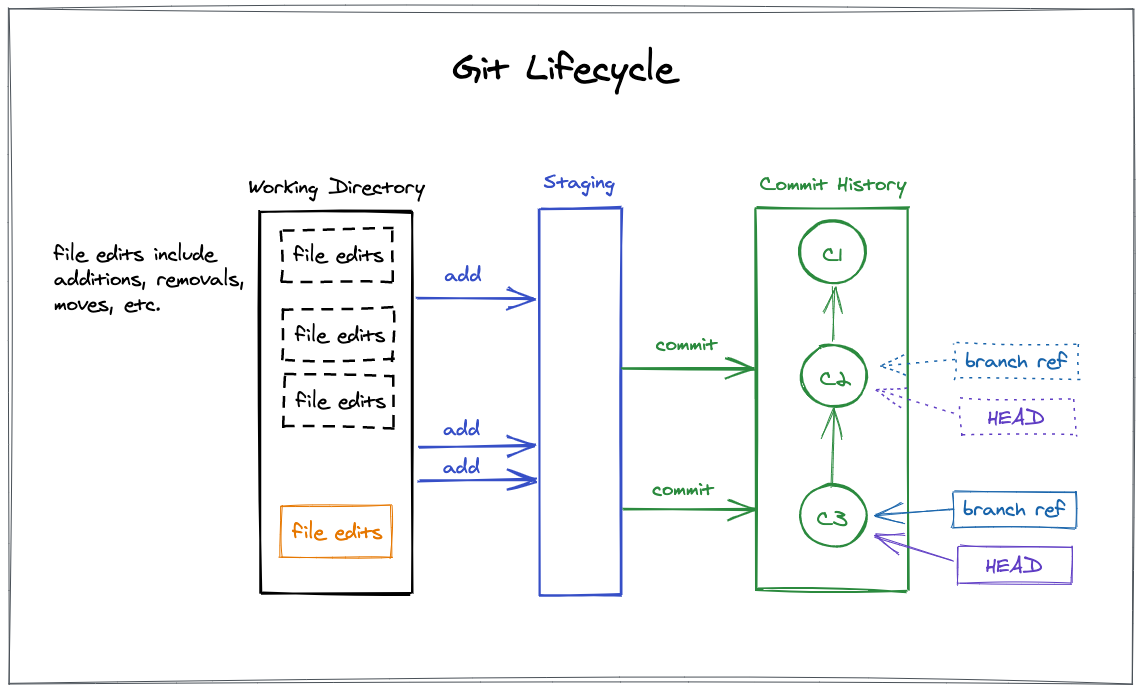 Git Lifecycle
Working Directory
Staging
Commit History
file edits include
additions, removals,
moves, etc.
file edits
file edits
file edits
file edits
add
add
add
commit
commit
C1
C2
C3
branch ref
HEAD
branch ref
HEAD